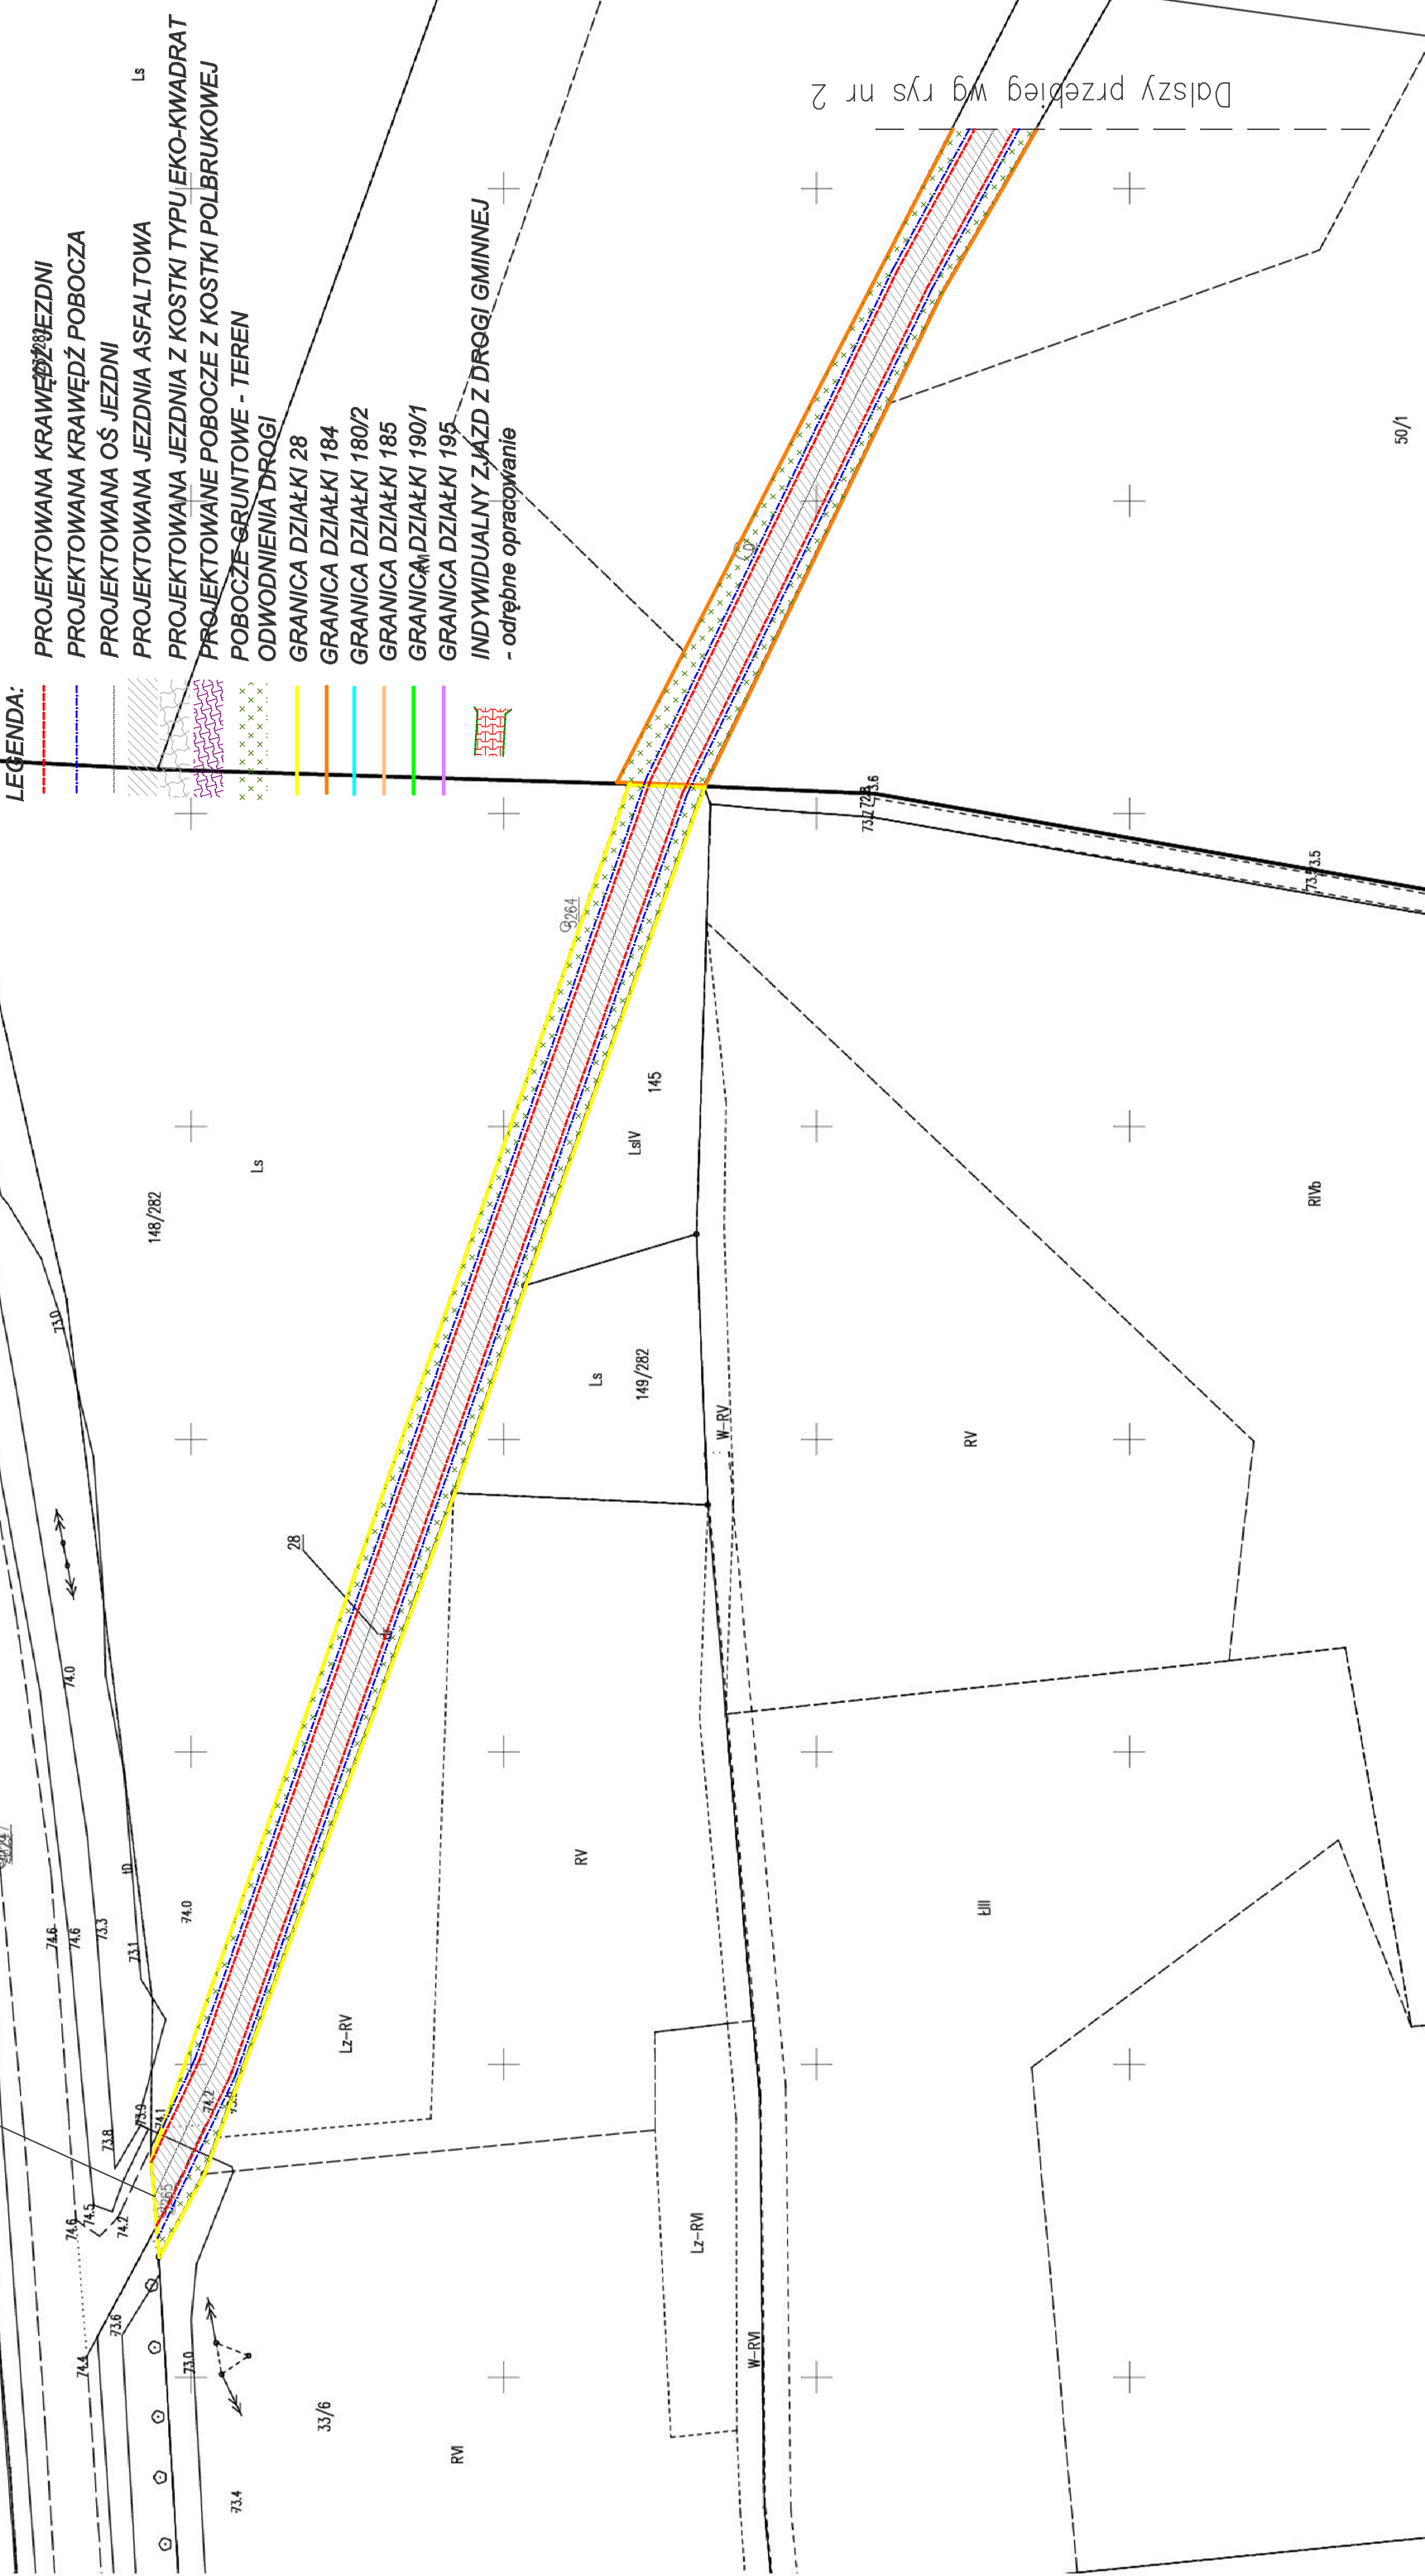 LEGENDA:
PROJEKTOWANA KRAWĘDŹ JEZDNI
PROJEKTOWANA KRAWĘDŹ POBOCZA
PROJEKTOWANA OŚ JEZDNI
PROJEKTOWANA JEZDNIA ASFALTOWA
PROJEKTOWANA JEZDNIA Z KOSTKI TYPU EKO-KWADRAT
PROJEKTOWANE POBOCZE Z KOSTKI POLBRUKOWEJ
POBOCZE GRUNTOWE - TEREN
ODWODNIENIA DROGI
GRANICA DZIAŁKI 28
GRANICA DZIAŁKI 184
GRANICA DZIAŁKI 180/2
GRANICA DZIAŁKI 185
GRANICA DZIAŁKI 190/1
GRANICA DZIAŁKI 195
INDYWIDUALNY ZJAZD Z DROGI GMINNEJ
- odrębne opracowanie
Dalszy przebieg wg rys nr 2
Ls
50/1
73.6
73.5
3264
145
LsIV
Ls
148/282
RIVb
73.0
Ls
149/282
W-RV
RV
28
74.0
RV
ŁIII
74.6
74.6
73.3
73.1
74.0
Lz-RV
73.9
74.1
74.2
73.8
74.6
74.5
74.2
Lz-RVI
73.6
74.4
73.0
W-RVI
33/6
RVI
73.4